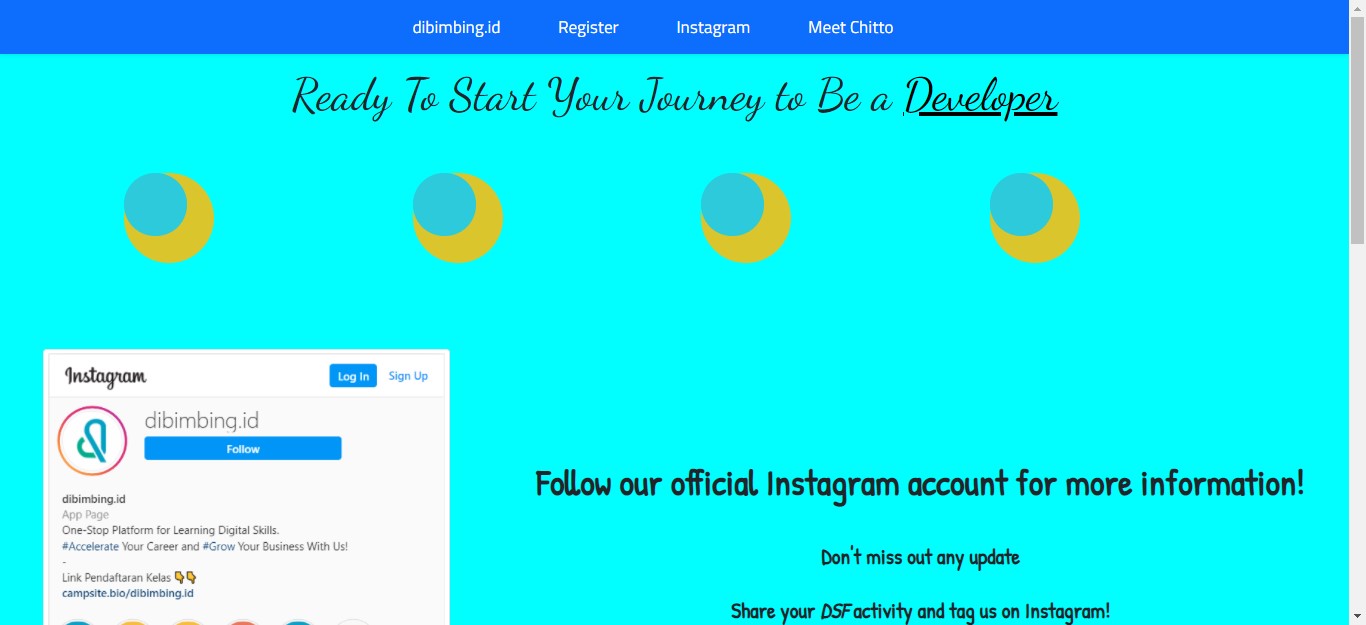 dibimbing.id Register Instagram Meet Chitto
Ready To Start Your Journey to Be a Developer
Instagram Log In Sign Up
dibimbing.id
Follow
dibimbing.id
App Page
One-Stop Platform for Learning Digital Skills.
#Accelerate Your Career and #Grow Your Business With Us!
-
Link Pendaftaran Kelas 👇👇
campsite.bio/dibimbing.id
Follow our official Instagram account for more information!
Don't miss out any update
Share your DSF activity and tag us on Instagram!